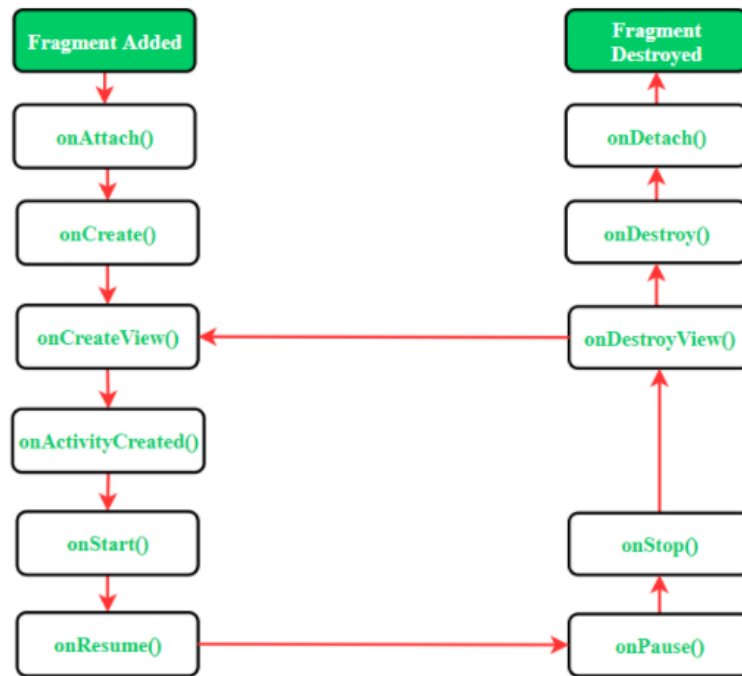 Fragment Added
onAttach()
onCreate()
onCreateView()
onActivityCreated()
onStart()
onResume()
Fragment
Destroyed
onDetach()
onDestroy()
onDestroyView()
onStop()
onPause()